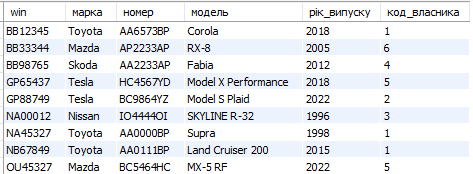 win марка номер модель рік_випуску код_власника
BB12345 Toyota AA6573BP Corola 2018 1
BB33344 Mazda AP2233AP RX-8 2005 6
BB98765 Skoda AA2233AP Fabia 2012 4
GP65437 Tesla HC4567YD Model X Performance 2018 5
GP88749 Tesla BC9864YZ Model S Plaid 2022 2
NA00012 Nissan IO4444OI SKYLINE R-32 1996 3
NA45327 Toyota AA0000BP Supra 1998 1
NB67849 Toyota AA0111BP Land Cruiser 200 2015 1
OU45327 Mazda BC5464HC MX-5 RF 2022 5